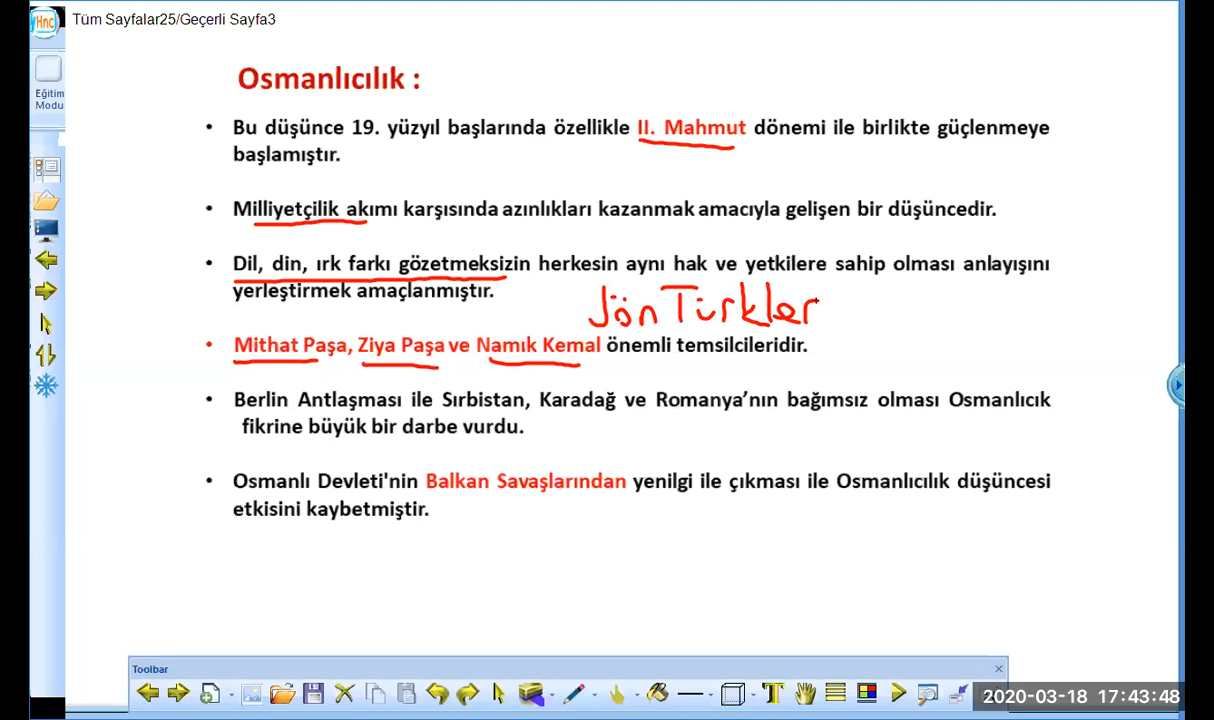 Hnc
Tüm Sayfalar25/Geçerli Sayfa3
Eğitim
Modu
Osmanlıcılık :
• Bu düşünce 19. yüzyıl başlarında özellikle II. Mahmut dönemi ile birlikte güçlenmeye
başlamıştır.
• Milliyetçilik akımı karşısında azınlıkları kazanmak amacıyla gelişen bir düşüncedir.
• Dil, din, ırk farkı gözetmeksizin herkesin aynı hak ve yetkilere sahip olması anlayışını
yerleştirmek amaçlanmıştır.
Jön Türkler
• Mithat Paşa, Ziya Paşa ve Namık Kemal önemli temsilcileridir.
• Berlin Antlaşması ile Sırbistan, Karadağ ve Romanya’nın bağımsız olması Osmanlıcık
fikrine büyük bir darbe vurdu.
• Osmanlı Devleti'nin Balkan Savaşlarından yenilgi ile çıkması ile Osmanlıcılık düşüncesi
etkisini kaybetmiştir.
Toolbar
2020-03-18 17:43:48